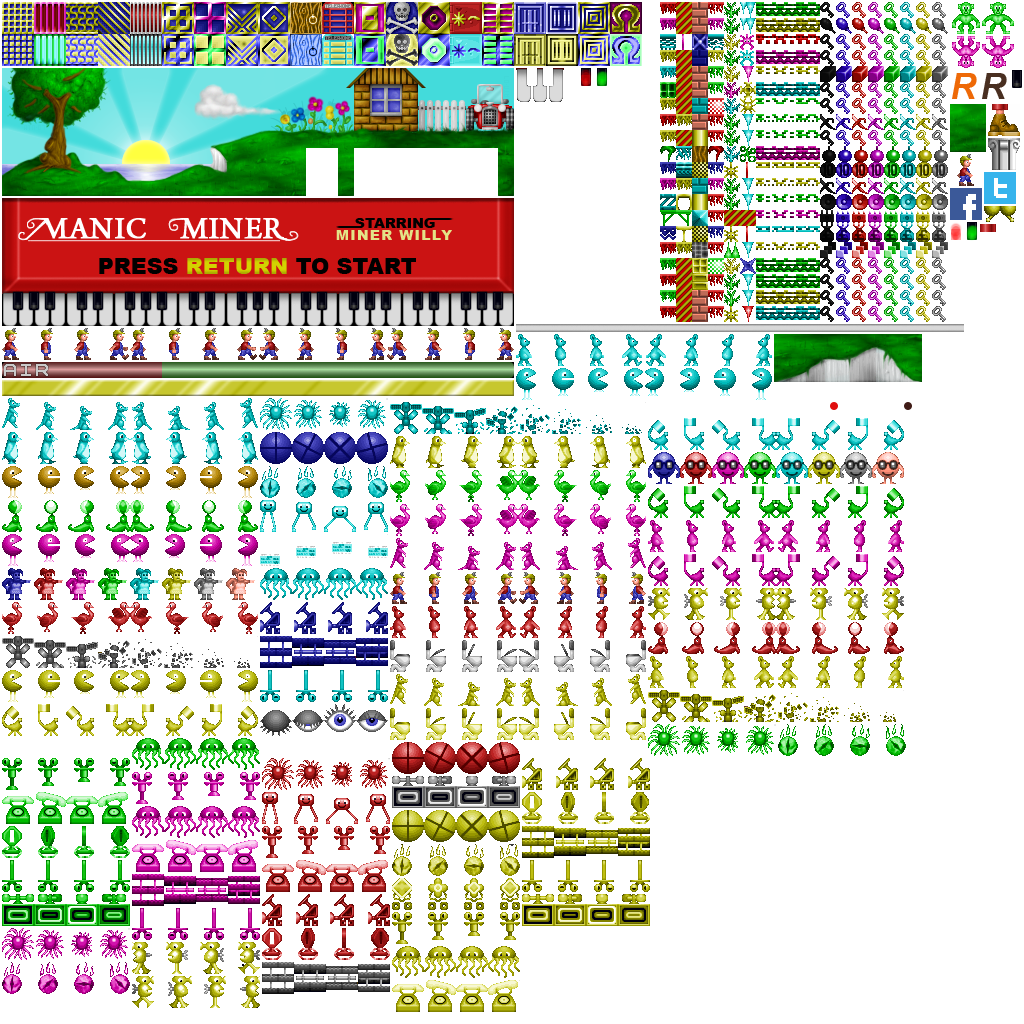 MANIC MINER
STARRING
MINER WILLY
PRESS RETURN TO START
AIR
R R
f t